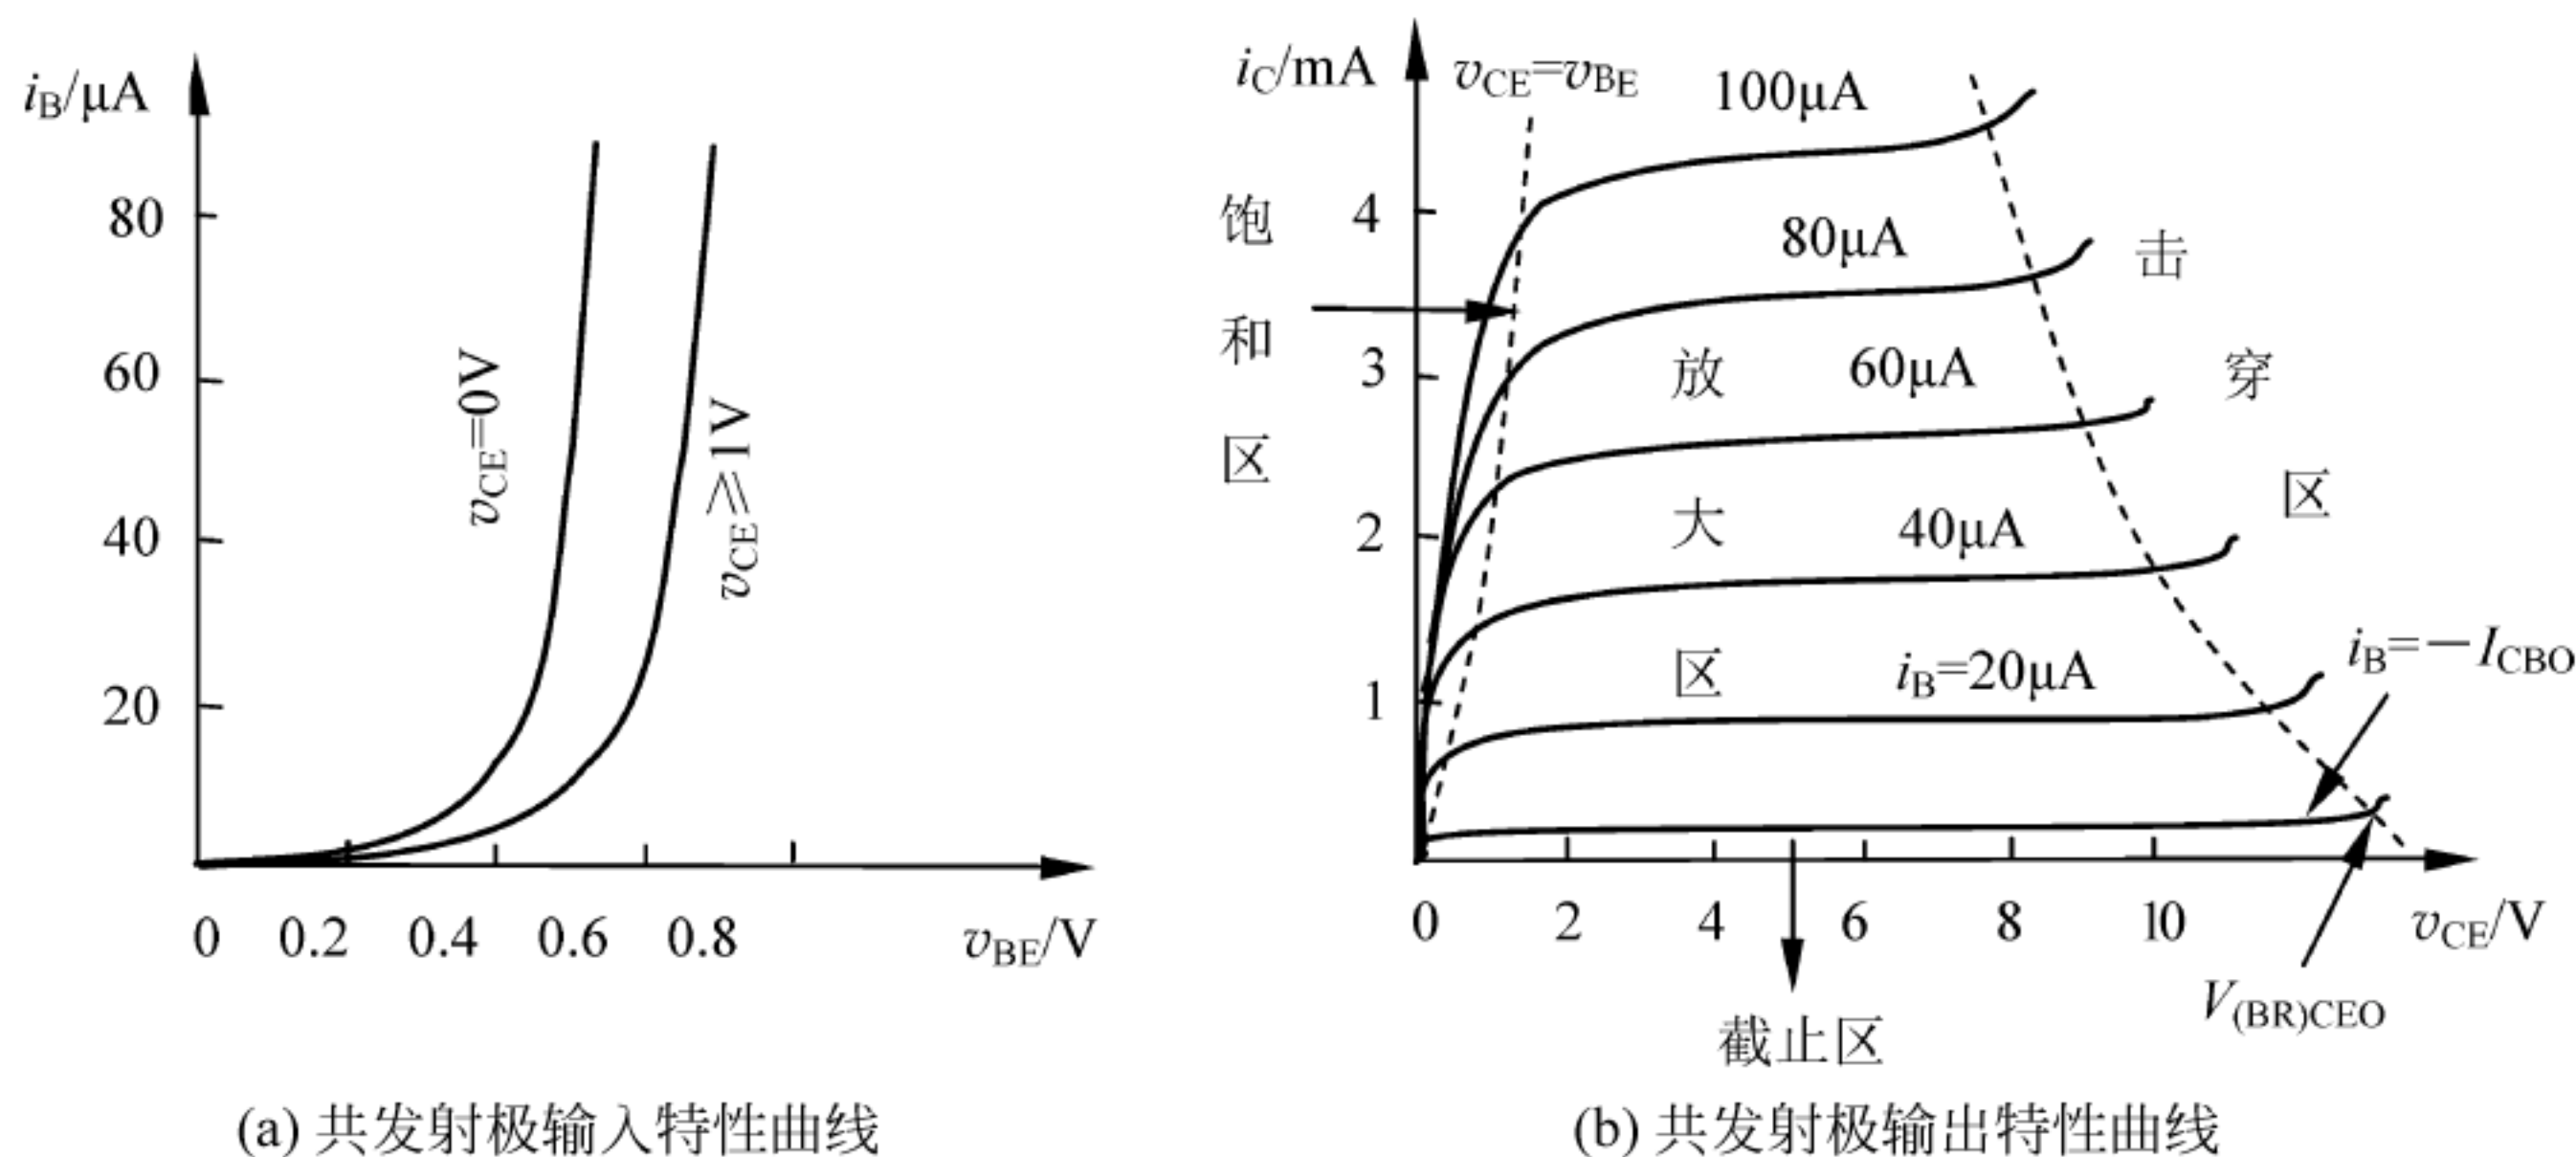 iB/μA
80
60
40
20
vCE=0V
vCE⩾1V
0 0.2 0.4 0.6 0.8 vBE/V
(a) 共发射极输入特性曲线
iC/mA
vCE=vBE
饱和区
4
3
2
1
100μA
80μA
60μA
40μA
iB=20μA
放大区
击穿区
iB=−ICBO
0 2 4 6 8 10 vCE/V
V(BR)CEO
截止区
(b) 共发射极输出特性曲线